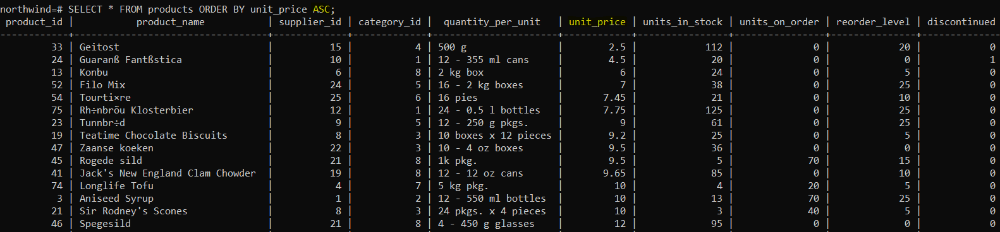 northwind=# SELECT * FROM products ORDER BY unit_price ASC;
product_id | product_name | supplier_id | category_id | quantity_per_unit | unit_price | units_in_stock | units_on_order | reorder_level | discontinued
33 | Geitost | 15 | 4 | 500 g | 2.5 | 112 | 0 | 20 | 0
24 | Guaranß Fantßstica | 10 | 1 | 12 - 355 ml cans | 4.5 | 20 | 0 | 0 | 1
13 | Konbu | 6 | 8 | 2 kg box | 6 | 24 | 0 | 5 | 0
52 | Filo Mix | 24 | 5 | 16 - 2 kg boxes | 7 | 38 | 0 | 25 | 0
54 | Tourti×re | 25 | 6 | 16 pies | 7.45 | 21 | 0 | 10 | 0
75 | Rh÷nbrõu Klosterbier | 12 | 1 | 24 - 0.5 l bottles | 7.75 | 125 | 0 | 25 | 0
23 | Tunnbr÷d | 9 | 5 | 12 - 250 g pkgs. | 9 | 61 | 0 | 25 | 0
19 | Teatime Chocolate Biscuits | 8 | 3 | 10 boxes x 12 pieces | 9.2 | 25 | 0 | 5 | 0
47 | Zaanse koeken | 22 | 3 | 10 - 4 oz boxes | 9.5 | 36 | 0 | 0 | 0
45 | Rogede sild | 21 | 8 | 1k pkg. | 9.5 | 5 | 70 | 15 | 0
41 | Jack's New England Clam Chowder | 19 | 8 | 12 - 12 oz cans | 9.65 | 85 | 0 | 10 | 0
74 | Longlife Tofu | 4 | 7 | 5 kg pkg. | 10 | 4 | 20 | 5 | 0
3 | Aniseed Syrup | 1 | 2 | 12 - 550 ml bottles | 10 | 13 | 70 | 25 | 0
21 | Sir Rodney's Scones | 8 | 3 | 24 pkgs. x 4 pieces | 10 | 3 | 40 | 5 | 0
46 | Spegesild | 21 | 8 | 4 - 450 g glasses | 12 | 95 | 0 | 0 | 0